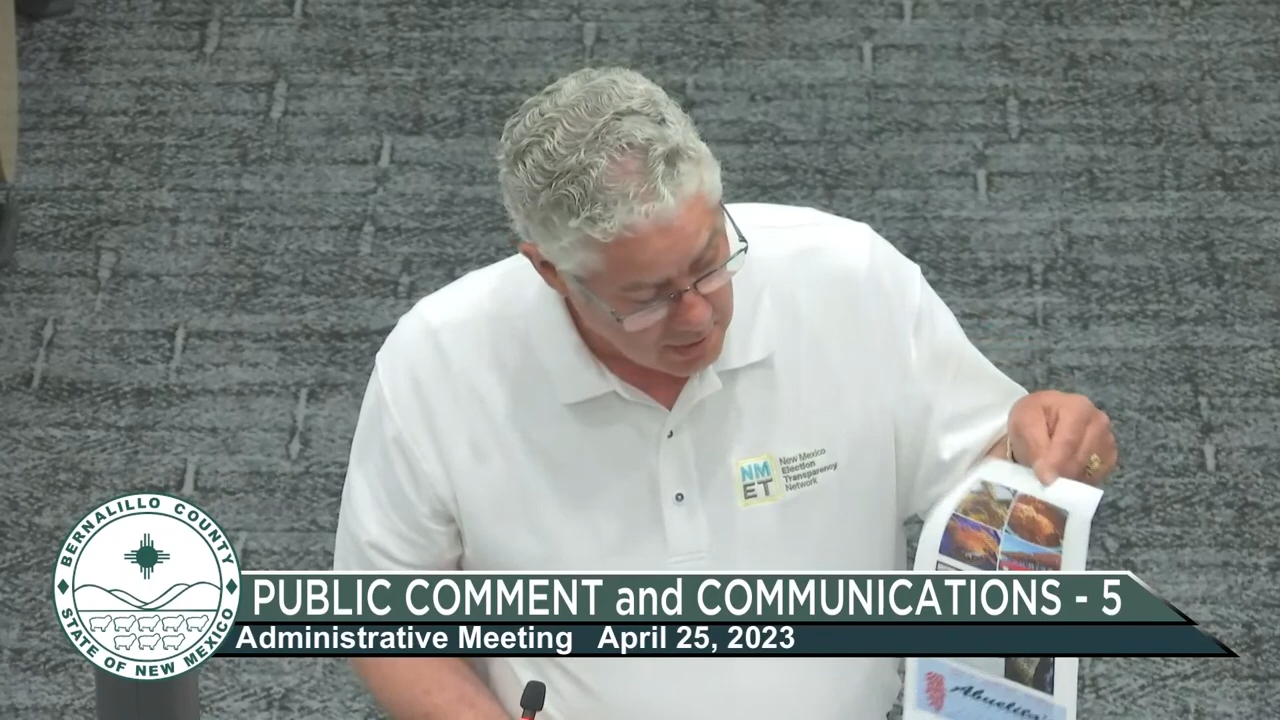 NM
ET
New Mexico
Election
Transparency
Network
BERNALILLO COUNTY
STATE OF NEW MEXICO
PUBLIC COMMENT and COMMUNICATIONS - 5
Administrative Meeting April 25, 2023
Abuelita's